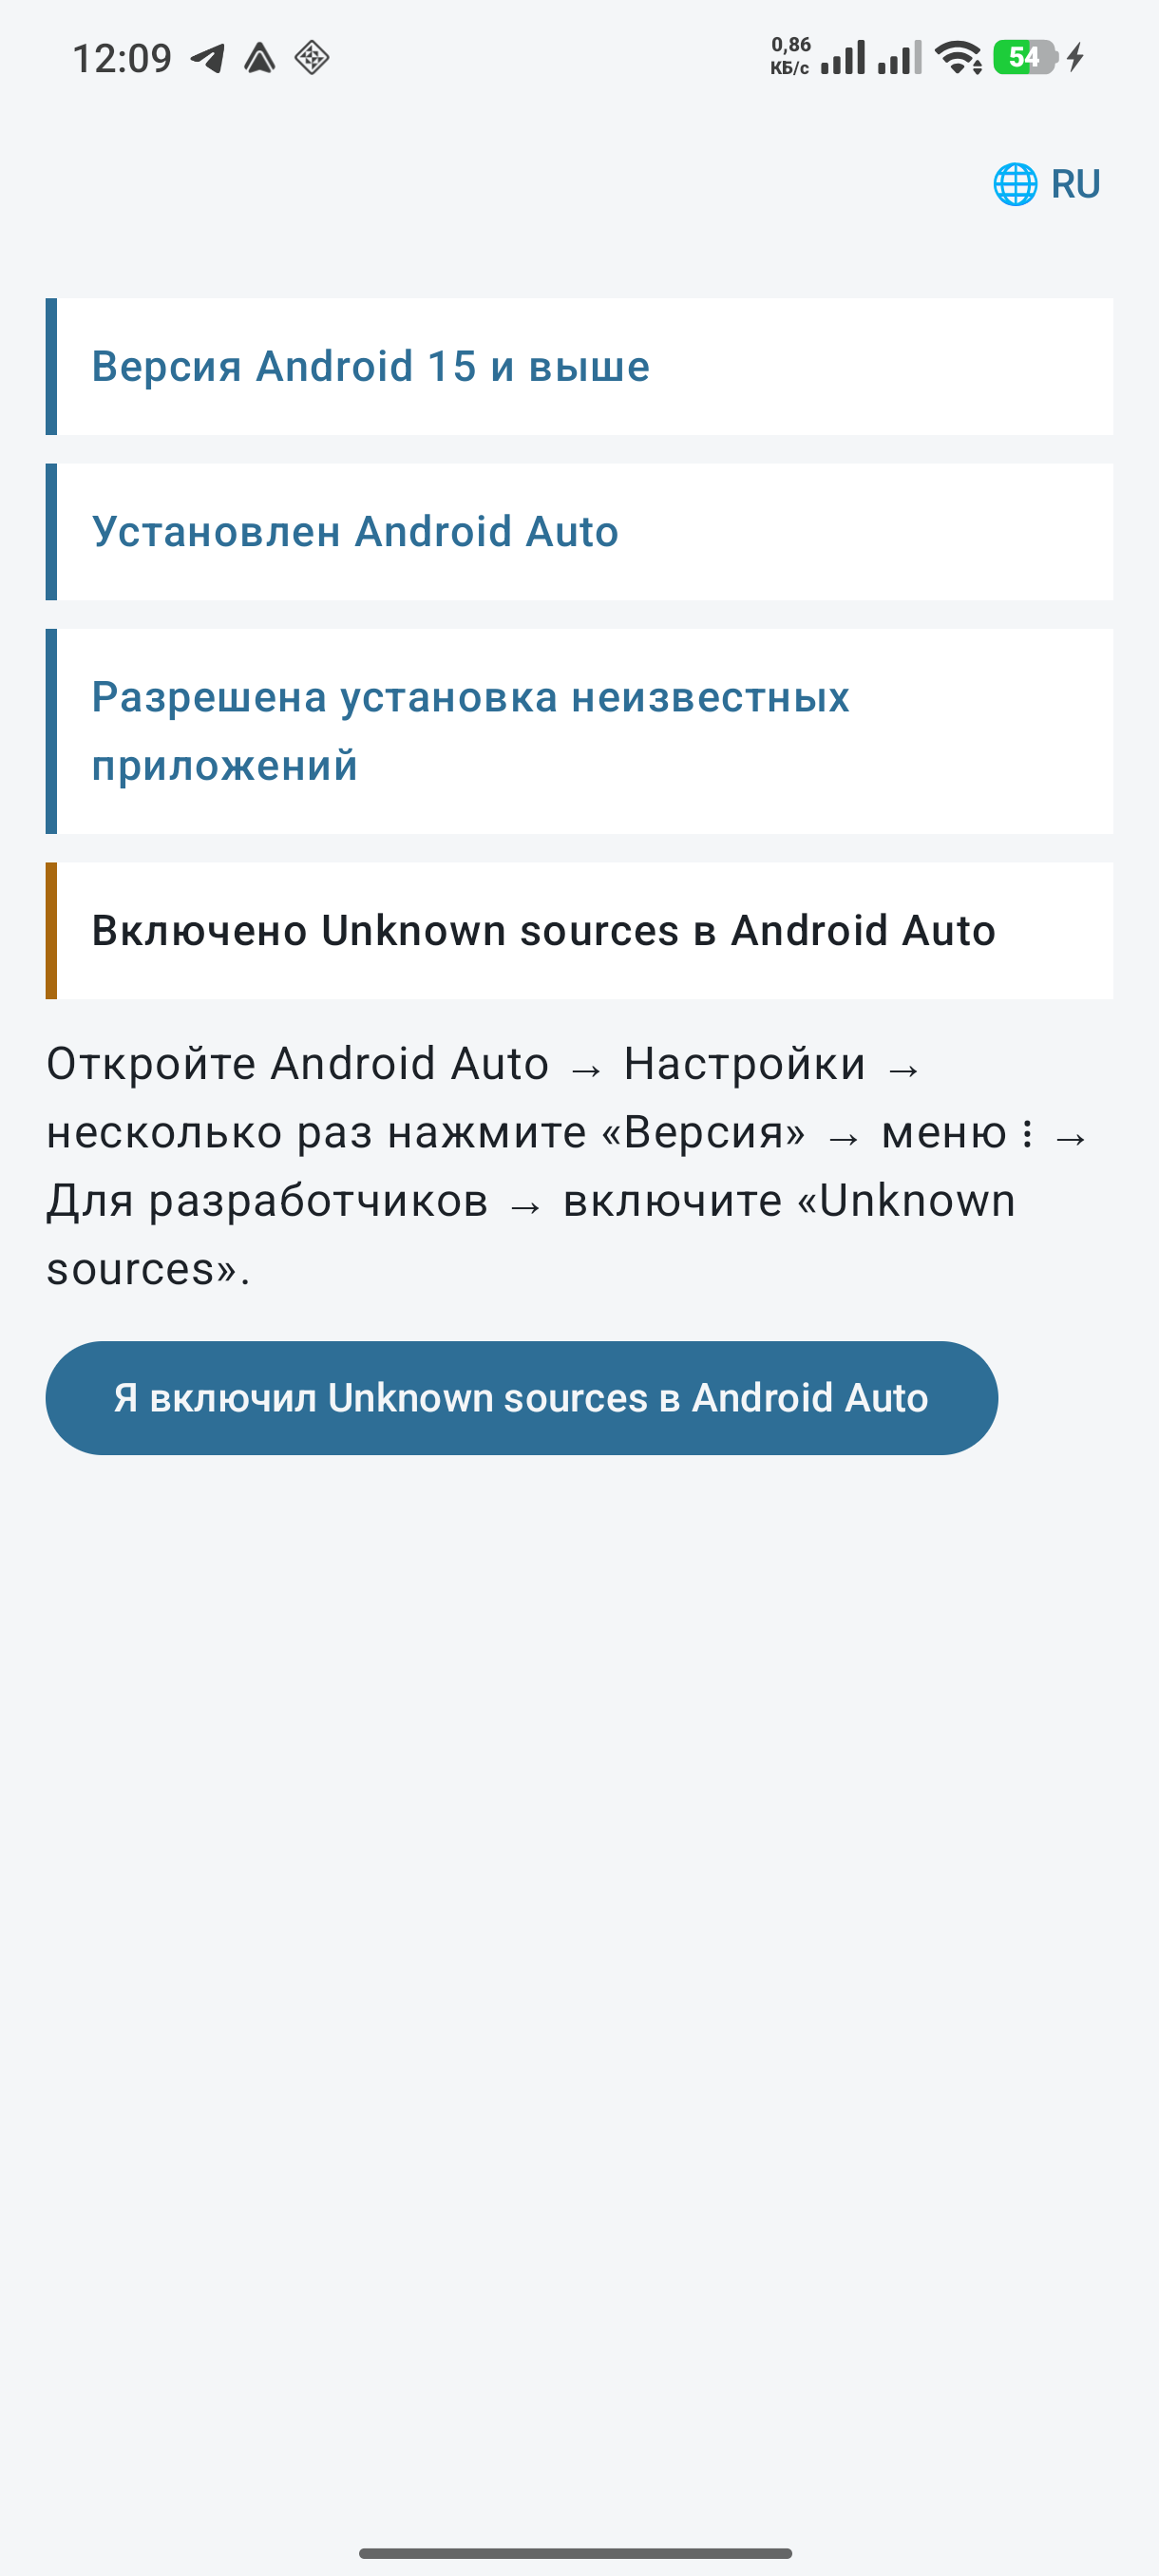 12:09
0,86
КБ/с
54
🌐 RU
Версия Android 15 и выше
Установлен Android Auto
Разрешена установка неизвестных
приложений
Включено Unknown sources в Android Auto
Откройте Android Auto → Настройки →
несколько раз нажмите «Версия» → меню ⋮ →
Для разработчиков → включите «Unknown
sources».
Я включил Unknown sources в Android Auto